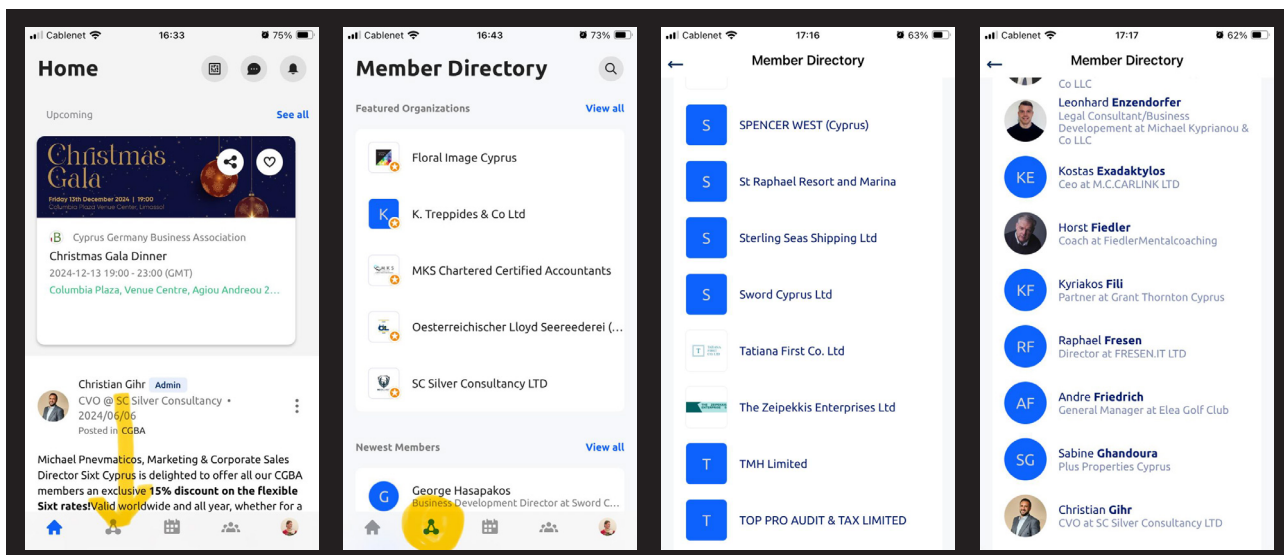 Cablenet
16:33
75%
Home
Upcoming
See all
Christmas
Gala
Friday 13th December 2024 | 19:00
Columbia Plaza Venue Center, Limassol
B
Cyprus Germany Business Association
Christmas Gala Dinner
2024-12-13 19:00 - 23:00 (GMT)
Columbia Plaza, Venue Centre, Agiou Andreou 2...
Christian Gihr Admin
CVO @ SC Silver Consultancy •
2024/06/06
Posted in CGBA
Michael Pnevmaticos, Marketing & Corporate Sales
Director Sixt Cyprus is delighted to offer all our CGBA
members an exclusive 15% discount on the flexible
Sixt rates!Valid worldwide and all year, whether for a
Cablenet
16:43
73%
Member Directory
Featured Organizations
View all
Floral Image Cyprus
K.
K. Treppides & Co Ltd
MKS
MKS Chartered Certified Accountants
Oesterreichischer Lloyd Seereederei (...
SC Silver Consultancy LTD
Newest Members
View all
G
George Hasapakos
Business Development Director at Sword C...
Cablenet
17:16
63%
←
Member Directory
S
SPENCER WEST (Cyprus)
S
St Raphael Resort and Marina
S
Sterling Seas Shipping Ltd
S
Sword Cyprus Ltd
T
Tatiana First Co. Ltd
The Zeipekkis Enterprises Ltd
T
TMH Limited
T
TOP PRO AUDIT & TAX LIMITED
Cablenet
17:17
62%
←
Member Directory
Co LLC
Leonhard Enzendorfer
Legal Consultant/Business
Developement at Michael Kyprianou &
Co LLC
KE
Kostas Exadaktylos
Ceo at M.C.CARLINK LTD
Horst Fiedler
Coach at FiedlerMentalcoaching
KF
Kyriakos Fili
Partner at Grant Thornton Cyprus
RF
Raphael Fresen
Director at FRESEN.IT LTD
AF
Andre Friedrich
General Manager at Elea Golf Club
SG
Sabine Ghandoura
Plus Properties Cyprus
Christian Gihr
CVO at SC Silver Consultancy LTD